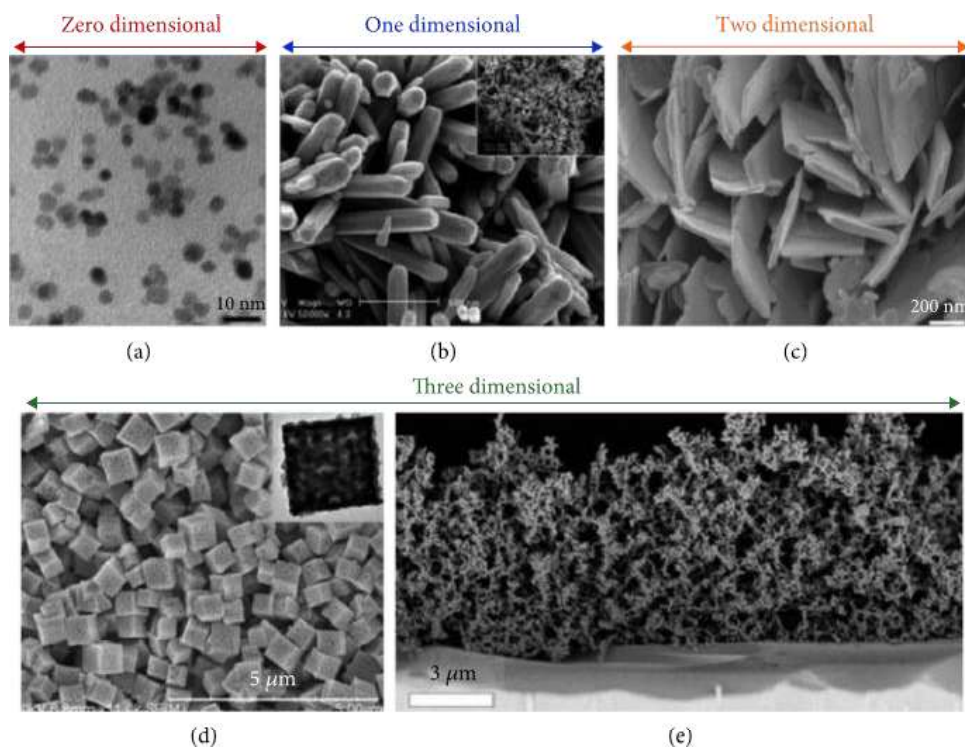 Zero dimensional
One dimensional
Two dimensional
10 nm
200 nm
(a)
(b)
(c)
Three dimensional
5 μm
3 μm
(d)
(e)